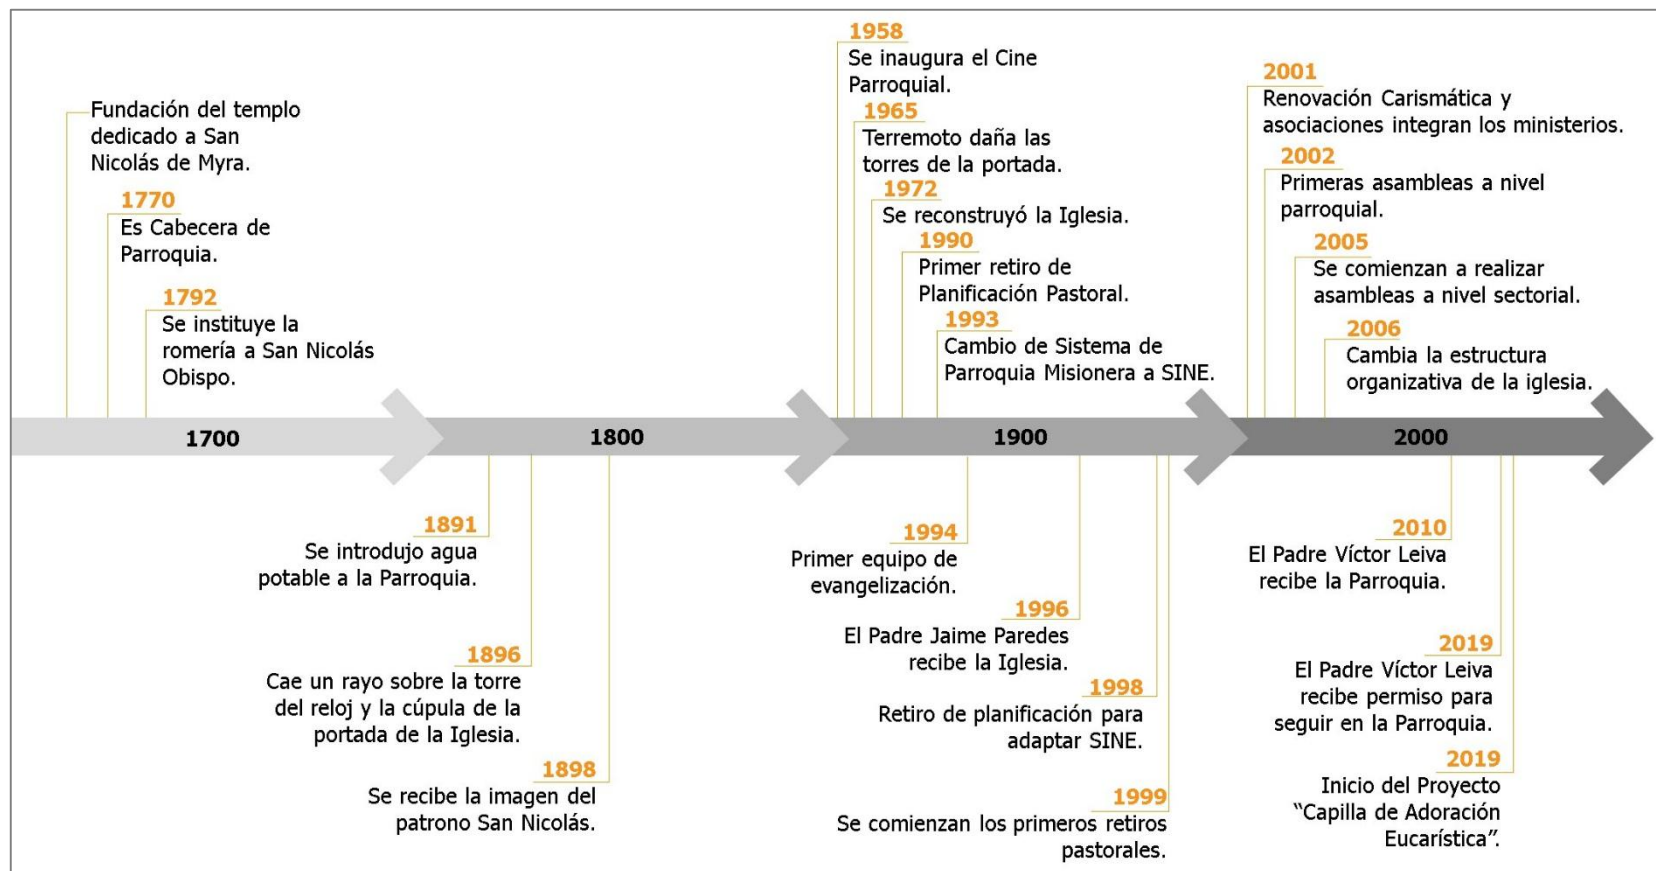 Fundación del templo
dedicado a San
Nicolás de Myra.
1770
Es Cabecera de
Parroquia.
1792
Se instituye la
romería a San Nicolás
Obispo.
1958
Se inaugura el Cine
Parroquial.
1965
Terremoto daña las
torres de la portada.
1972
Se reconstruyó la Iglesia.
1990
Primer retiro de
Planificación Pastoral.
1993
Cambio de Sistema de
Parroquia Misionera a SINE.
2001
Renovación Carismática y
asociaciones integran los ministerios.
2002
Primeras asambleas a nivel
parroquial.
2005
Se comienzan a realizar
asambleas a nivel sectorial.
2006
Cambia la estructura
organizativa de la iglesia.
1700
1800
1900
2000
1891
Se introdujo agua
potable a la Parroquia.
1896
Cae un rayo sobre la torre
del reloj y la cúpula de la
portada de la Iglesia.
1898
Se recibe la imagen del
patrono San Nicolás.
1994
Primer equipo de
evangelización.
1996
El Padre Jaime Paredes
recibe la Iglesia.
1998
Retiro de planificación para
adaptar SINE.
1999
Se comienzan los primeros retiros
pastorales.
2010
El Padre Víctor Leiva
recibe la Parroquia.
2019
El Padre Víctor Leiva
recibe permiso para
seguir en la Parroquia.
2019
Inicio del Proyecto
“Capilla de Adoración
Eucarística”.